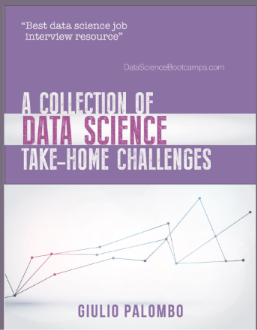 "Best data science job
interview resource"
DataScienceBootcamps.com
A COLLECTION OF
DATA SCIENCE
TAKE-HOME CHALLENGES
GIULIO PALOMBO